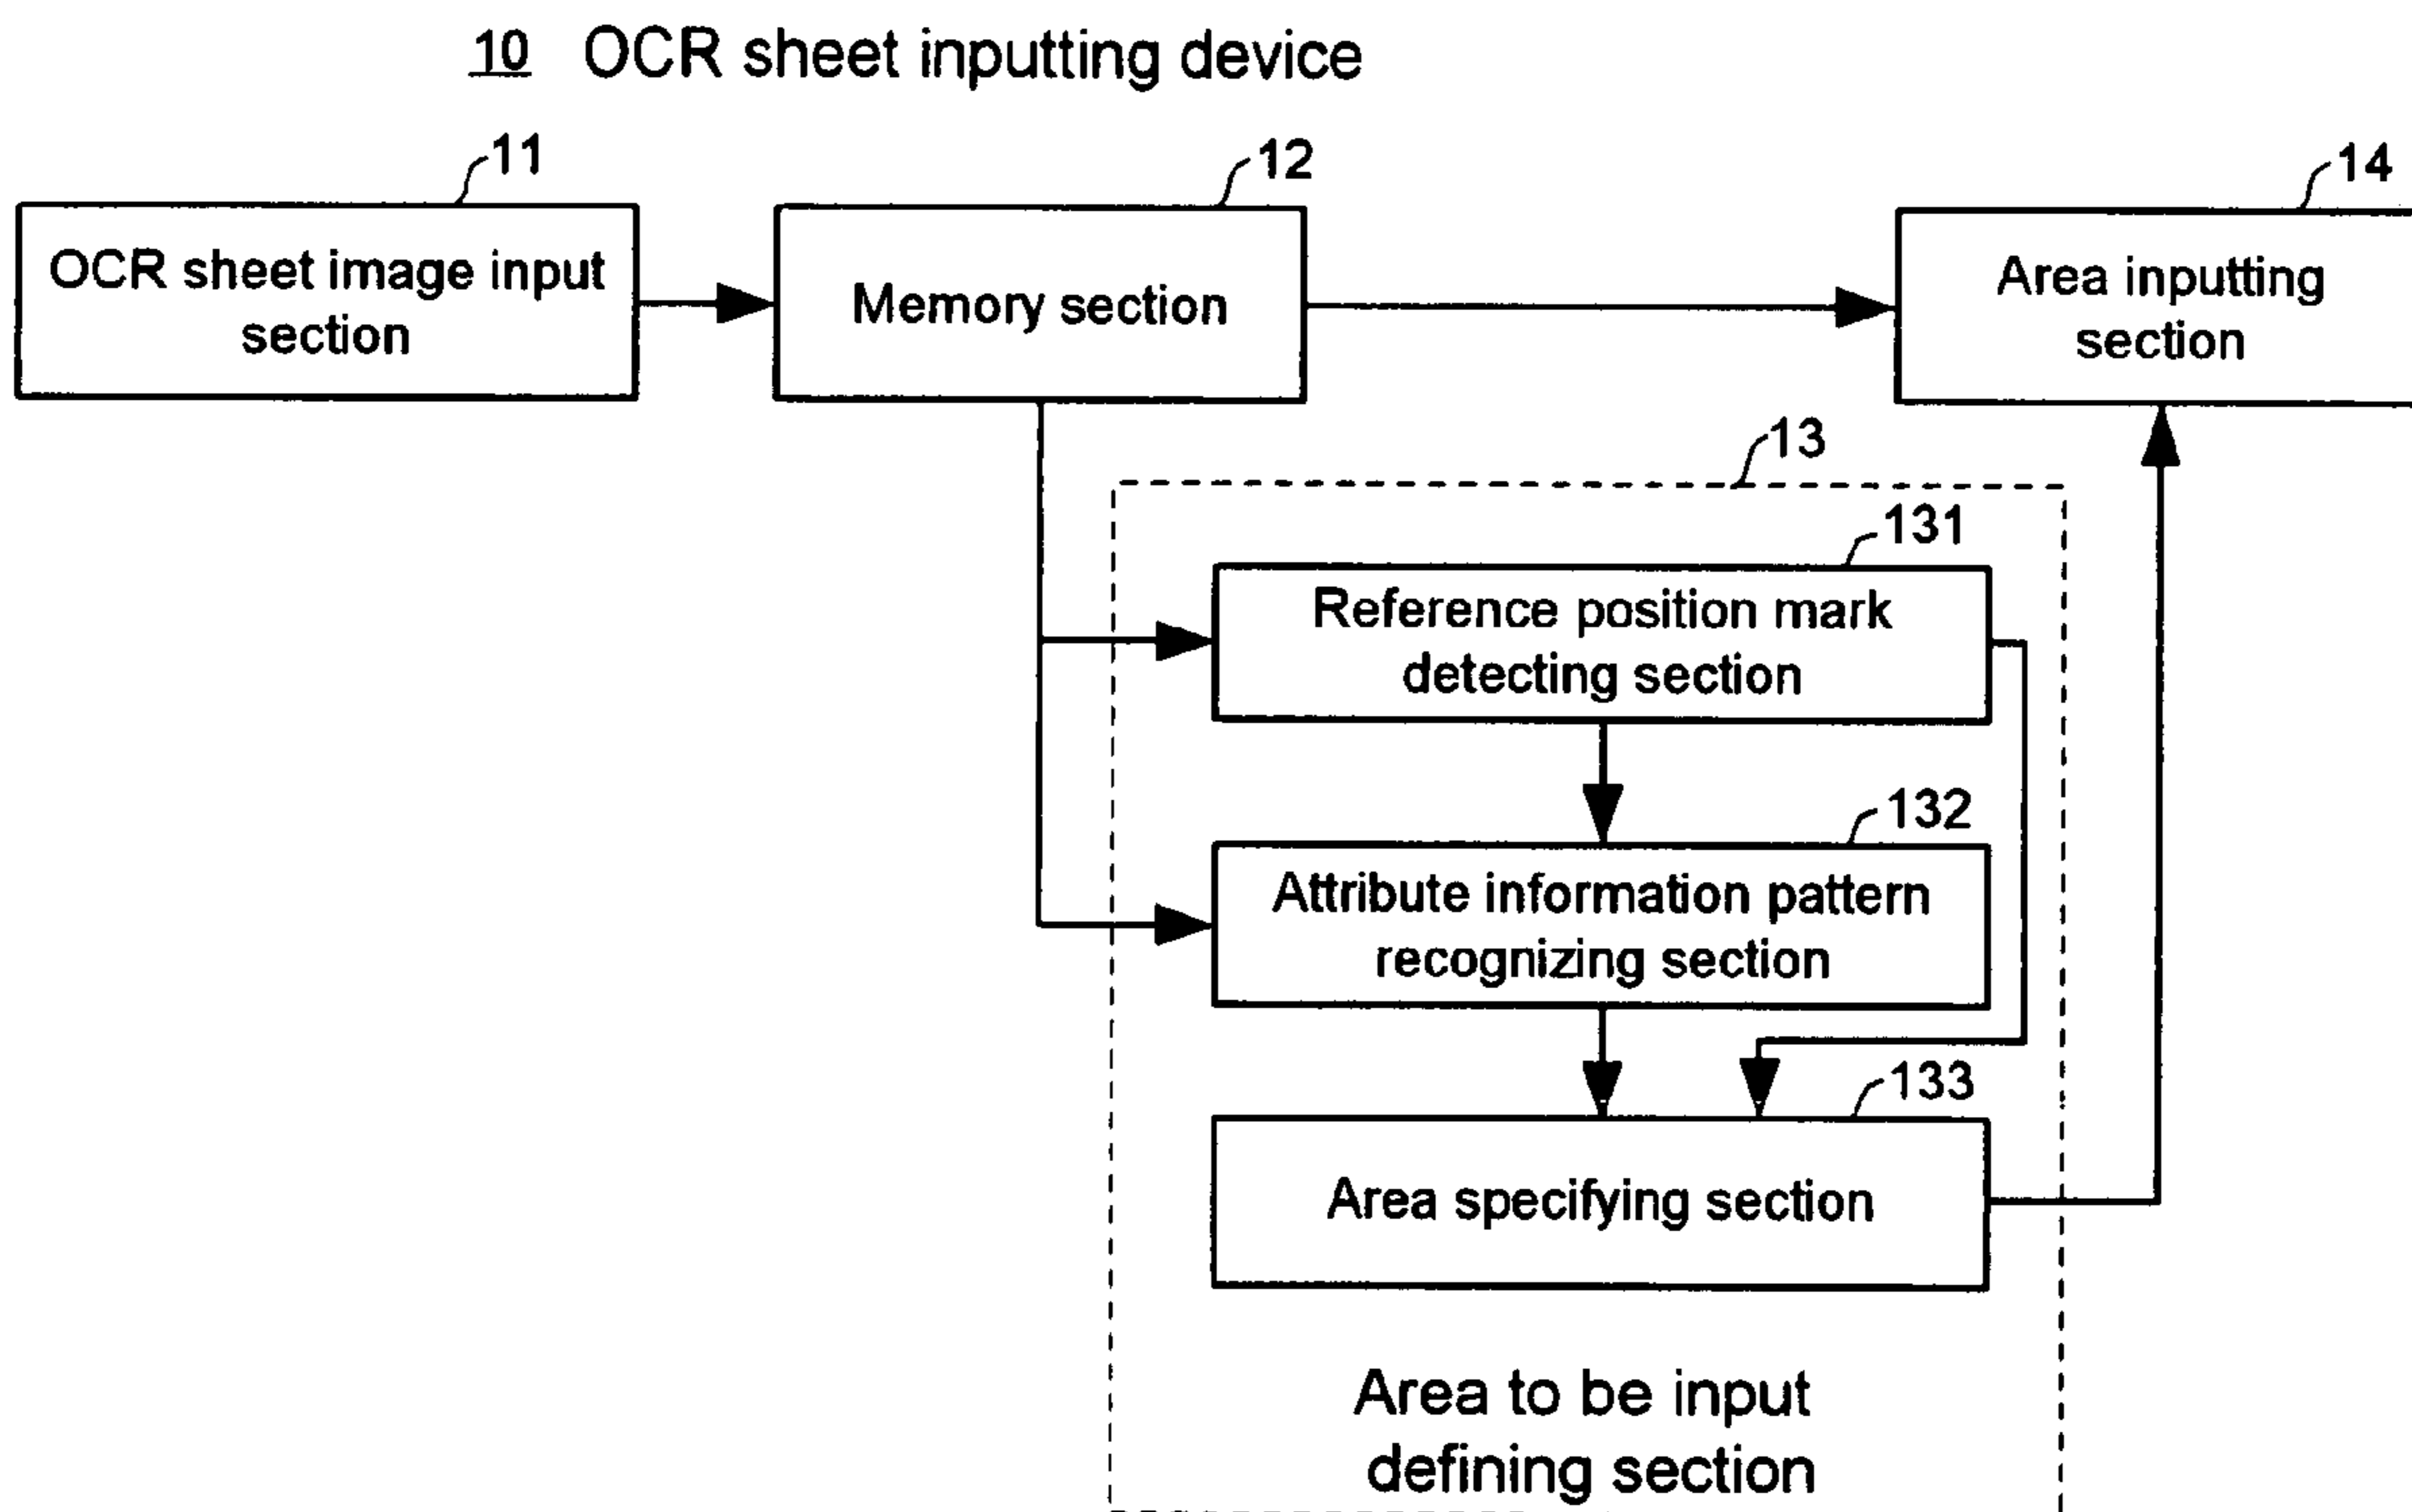 10 OCR sheet inputting device
11
12
14
OCR sheet image input
section
Memory section
Area inputting
section
13
131
Reference position mark
detecting section
132
Attribute information pattern
recognizing section
133
Area specifying section
Area to be input
defining section